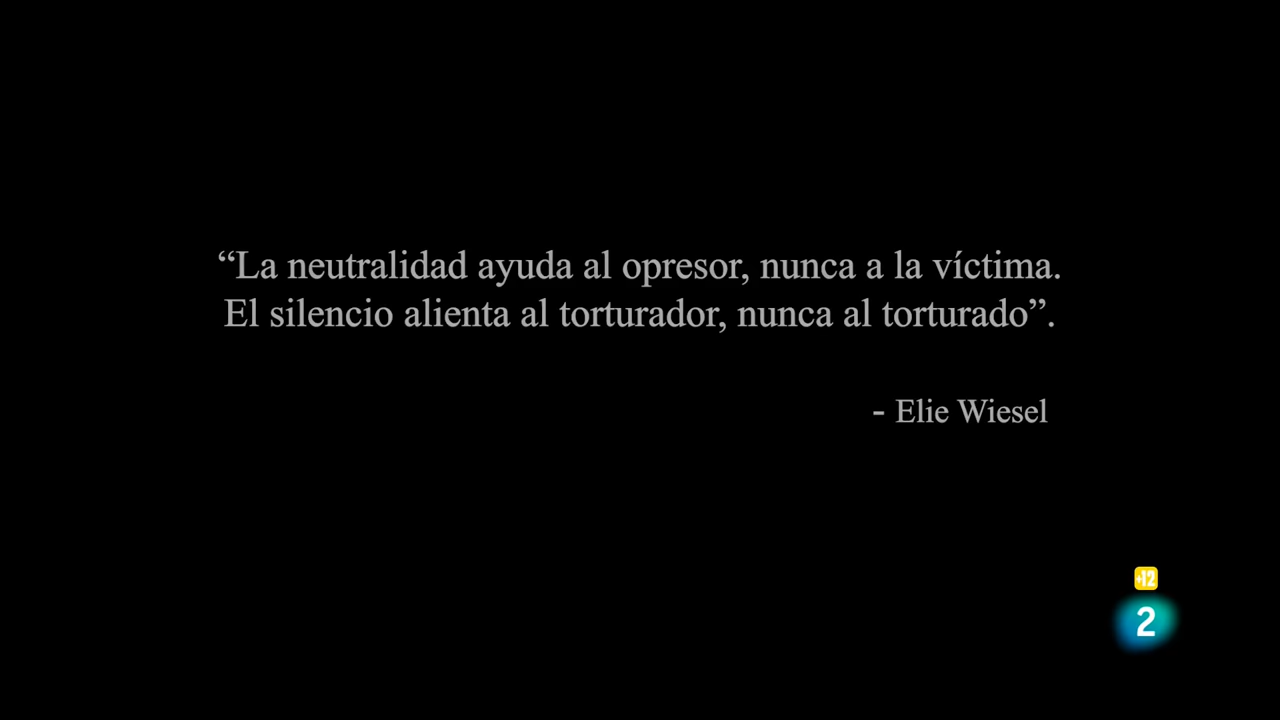 “La neutralidad ayuda al opresor, nunca a la víctima.
El silencio alienta al torturador, nunca al torturado”.
- Elie Wiesel
+12
2